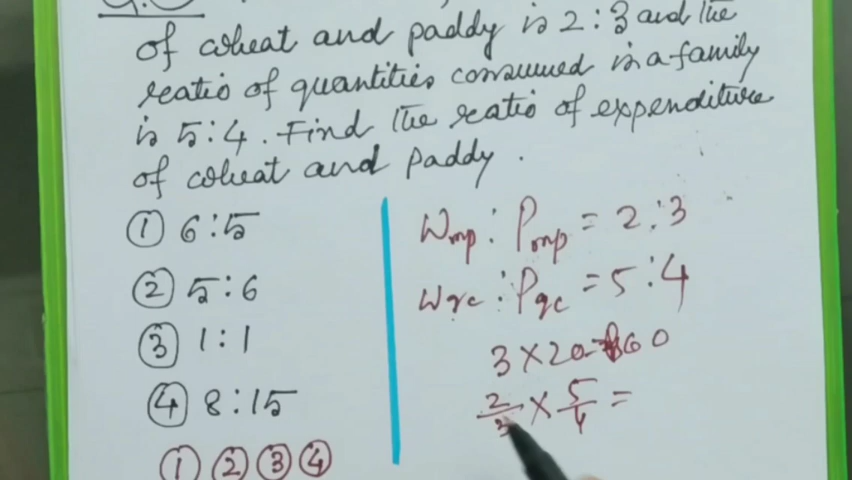 of wheat and paddy is 2:3 and the
ratio of quantities consumed in a family
is 5:4. Find the ratio of expenditure
of wheat and paddy.
① 6:5
② 5:6
③ 1:1
④ 8:15
① ② ③ ④
Wmp : Pmp = 2:3
Wqc : Pqc = 5:4
3 × 20 = 60
2/3 × 5/4 =